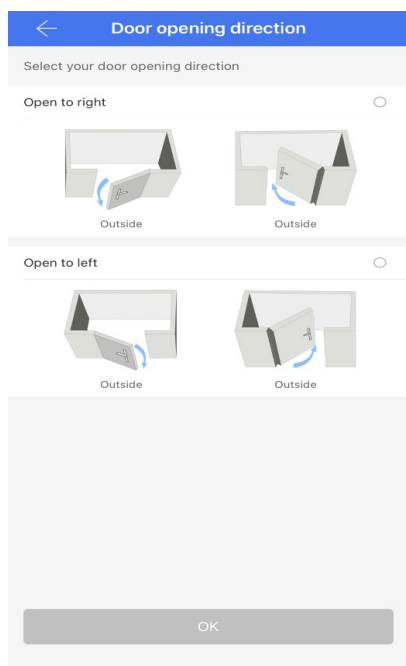 Door opening direction
Select your door opening direction
Open to right
Outside Outside
Open to left
Outside Outside
OK